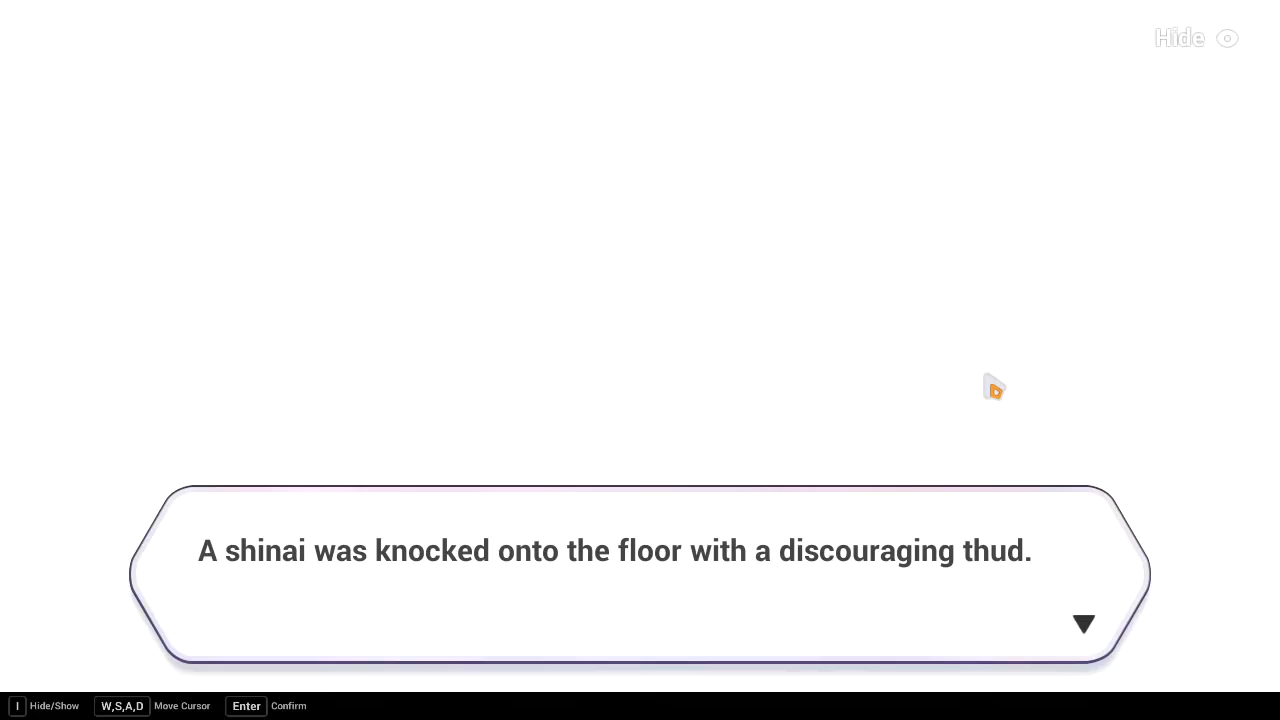 Hide
A shinai was knocked onto the floor with a discouraging thud.
I Hide/Show W,S,A,D Move Cursor Enter Confirm